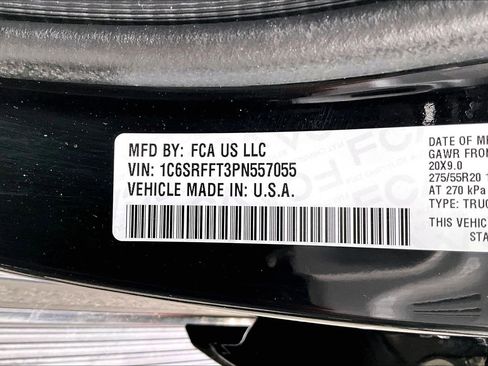 MFD BY: FCA US LLC
VIN: 1C6SRFFT3PN557055
VEHICLE MADE IN: U.S.A.
DATE OF M
GAWR FRON
20X9.0
275/55R20 1
AT 270 kPa
TYPE: TRUC
THIS VEHIC
STA